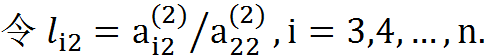 令 $l_{i2} = a_{i2}^{(2)}/a_{22}^{(2)}$, i = 3,4, …, n.